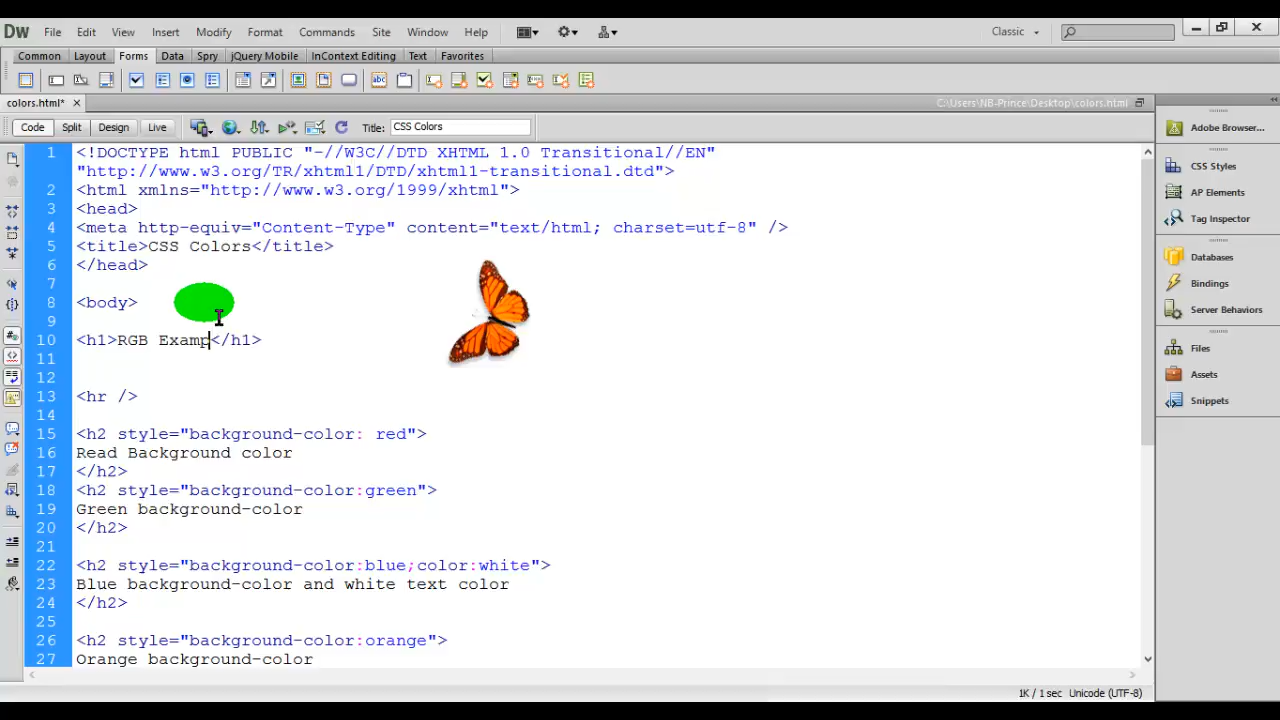 Dw File Edit View Insert Modify Format Commands Site Window Help Classic
Common Layout Forms Data Spry jQuery Mobile InContext Editing Text Favorites
abc
colors.html* C:\Users\NB-Prince\Desktop\colors.html
Code Split Design Live Title: CSS Colors
1 <!DOCTYPE html PUBLIC "-//W3C//DTD XHTML 1.0 Transitional//EN"
"http://www.w3.org/TR/xhtml1/DTD/xhtml1-transitional.dtd">
2 <html xmlns="http://www.w3.org/1999/xhtml">
3 <head>
4 <meta http-equiv="Content-Type" content="text/html; charset=utf-8" />
5 <title>CSS Colors</title>
6 </head>
7
8 <body>
9
10 <h1>RGB Examp</h1>
11
12
13 <hr />
14
15 <h2 style="background-color: red">
16 Read Background color
17 </h2>
18 <h2 style="background-color:green">
19 Green background-color
20 </h2>
21
22 <h2 style="background-color:blue;color:white">
23 Blue background-color and white text color
24 </h2>
25
26 <h2 style="background-color:orange">
27 Orange background-color
Adobe Browser...
CSS Styles
AP Elements
Tag Inspector
Databases
Bindings
Server Behaviors
Files
Assets
Snippets
1K / 1 sec Unicode (UTF-8)